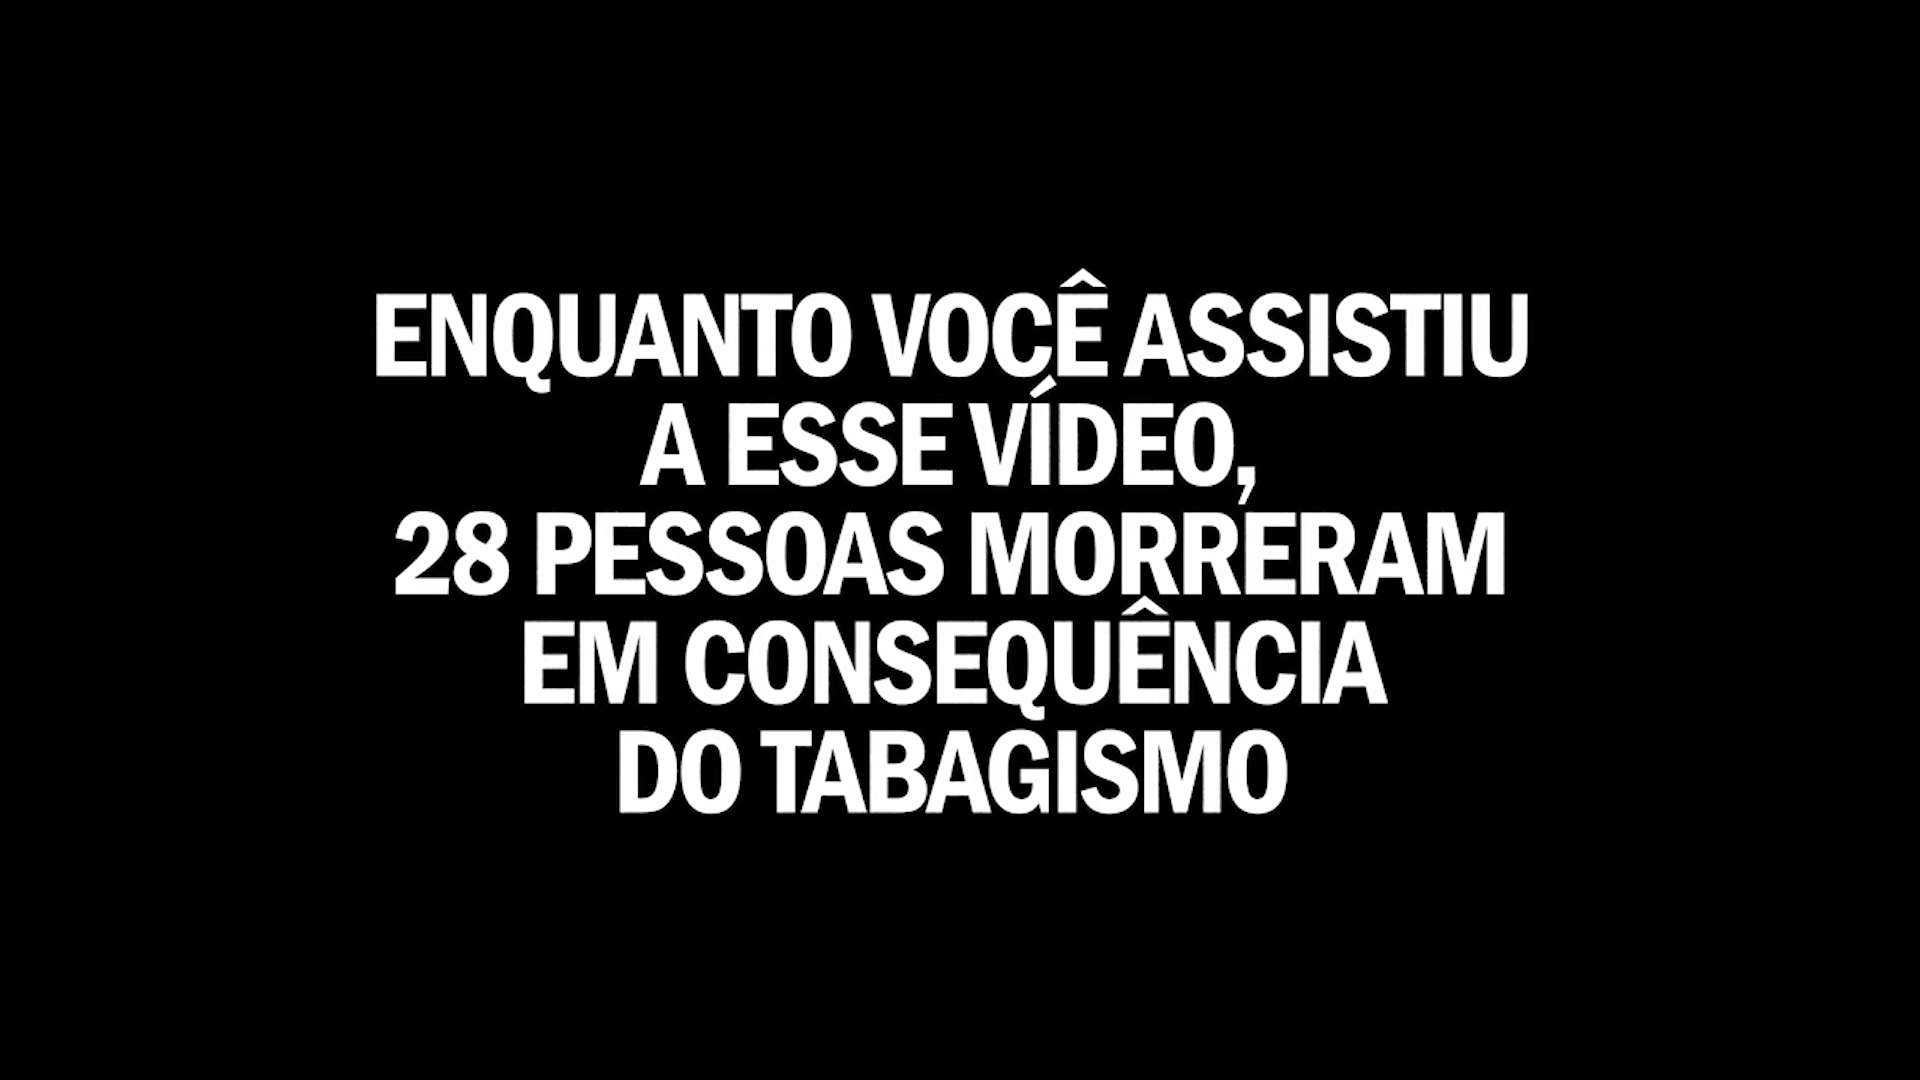 ENQUANTO VOCÊ ASSISTIU
A ESSE VÍDEO,
28 PESSOAS MORRERAM
EM CONSEQUÊNCIA
DO TABAGISMO